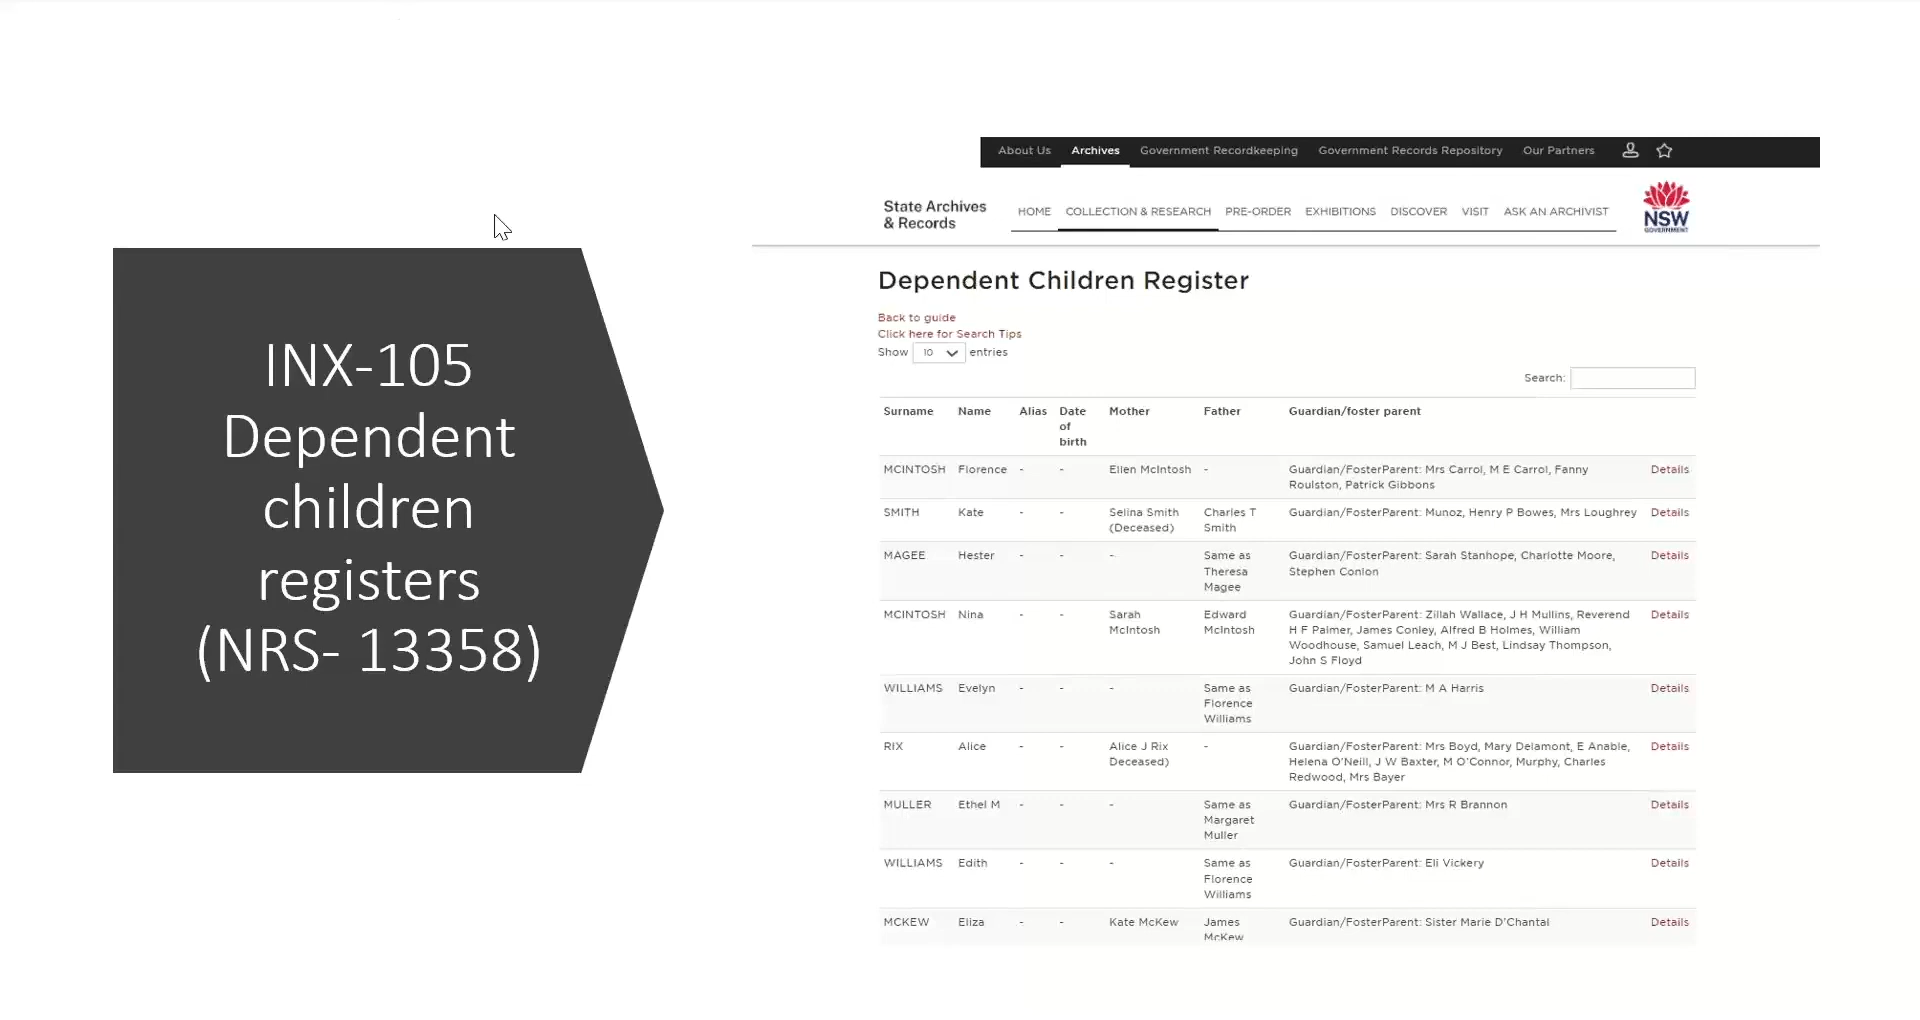 INX-105
Dependent
children
registers
(NRS- 13358)
About Us Archives Government Recordkeeping Government Records Repository Our Partners
State Archives
& Records
HOME COLLECTION & RESEARCH PRE-ORDER EXHIBITIONS DISCOVER VISIT ASK AN ARCHIVIST
NSW
GOVERNMENT
Dependent Children Register
Back to guide
Click here for Search Tips
Show 10 entries
Search:
Surname Name Alias Date of birth Mother Father Guardian/foster parent
MCINTOSH Florence - - Ellen McIntosh - Guardian/FosterParent: Mrs Carrol, M E Carrol, Fanny Details
Roulston, Patrick Gibbons
SMITH Kate - - Selina Smith Charles T Guardian/FosterParent: Munoz, Henry P Bowes, Mrs Loughrey Details
(Deceased) Smith
MAGEE Hester - - - Same as Guardian/FosterParent: Sarah Stanhope, Charlotte Moore, Details
Theresa Stephen Conlon
Magee
MCINTOSH Nina - - Sarah Edward Guardian/FosterParent: Zillah Wallace, J H Mullins, Reverend Details
McIntosh McIntosh H F Palmer, James Conley, Alfred B Holmes, William
Woodhouse, Samuel Leach, M J Best, Lindsay Thompson,
John S Floyd
WILLIAMS Evelyn - - - Same as Guardian/FosterParent: M A Harris Details
Florence
Williams
RIX Alice - - Alice J Rix - Guardian/FosterParent: Mrs Boyd, Mary Delamont, E Anable, Details
Deceased) Helena O'Neill, J W Baxter, M O'Connor, Murphy, Charles
Redwood, Mrs Bayer
MULLER Ethel M - - - Same as Guardian/FosterParent: Mrs R Brannon Details
Margaret
Muller
WILLIAMS Edith - - - Same as Guardian/FosterParent: Eli Vickery Details
Florence
Williams
MCKEW Eliza - - Kate McKew James Guardian/FosterParent: Sister Marie D'Chantal Details
McKew